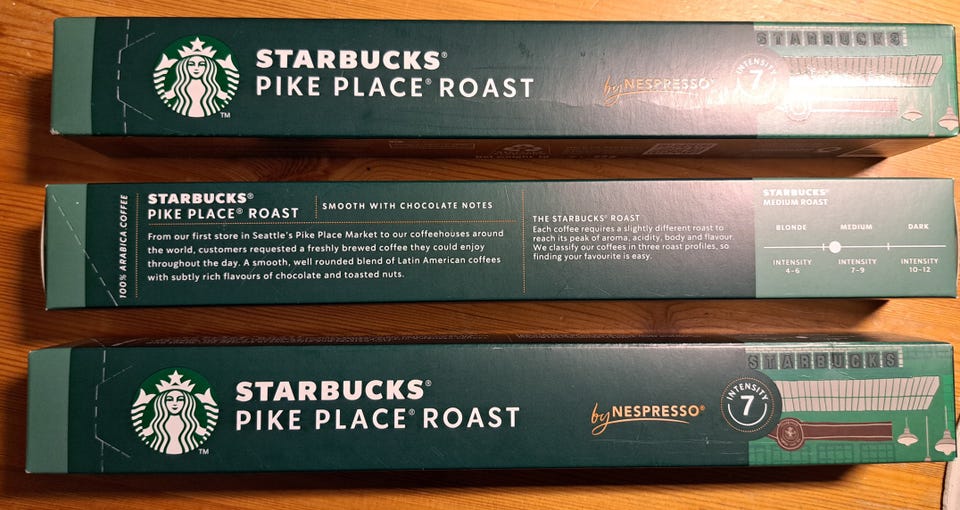 STARBUCKS®
PIKE PLACE® ROAST
TM
by NESPRESSO®
INTENSITY
7
STARBUCKS
100% ARABICA COFFEE
STARBUCKS®
PIKE PLACE® ROAST
SMOOTH WITH CHOCOLATE NOTES
From our first store in Seattle's Pike Place Market to our coffeehouses around
the world, customers requested a freshly brewed coffee they could enjoy
throughout the day. A smooth, well rounded blend of Latin American coffees
with subtly rich flavours of chocolate and toasted nuts.
THE STARBUCKS® ROAST
Each coffee requires a slightly different roast to
reach its peak of aroma, acidity, body and flavour.
We classify our coffees in three roast profiles, so
finding your favourite is easy.
STARBUCKS®
MEDIUM ROAST
BLONDE MEDIUM DARK
INTENSITY INTENSITY INTENSITY
4-6 7-9 10-12
STARBUCKS®
PIKE PLACE® ROAST
TM
by NESPRESSO®
INTENSITY
7
STARBUCKS